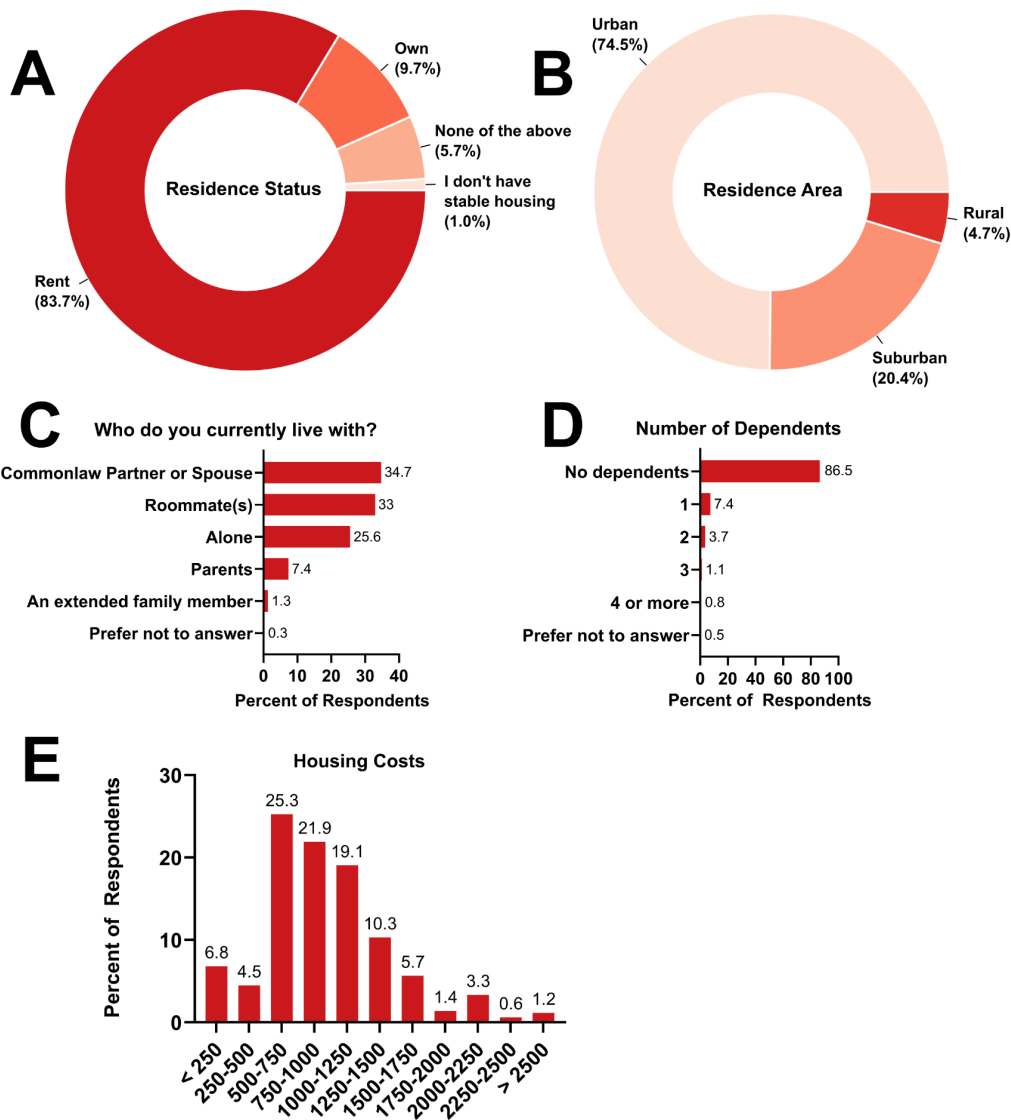 A
Own
(9.7%)
None of the above
(5.7%)
I don't have
stable housing
(1.0%)
Residence Status
Rent
(83.7%)
B
Urban
(74.5%)
Residence Area
Rural
(4.7%)
Suburban
(20.4%)
C
Who do you currently live with?
Commonlaw Partner or Spouse 34.7
Roommate(s) 33
Alone 25.6
Parents 7.4
An extended family member 1.3
Prefer not to answer 0.3
0 10 20 30 40
Percent of Respondents
D
Number of Dependents
No dependents 86.5
1 7.4
2 3.7
3 1.1
4 or more 0.8
Prefer not to answer 0.5
0 20 40 60 80 100
Percent of Respondents
E
Housing Costs
Percent of Respondents
30
20
10
0
6.8 4.5 25.3 21.9 19.1 10.3 5.7 1.4 3.3 0.6 1.2
< 250
250-500
500-750
750-1000
1000-1250
1250-1500
1500-1750
1750-2000
2000-2250
2250-2500
> 2500